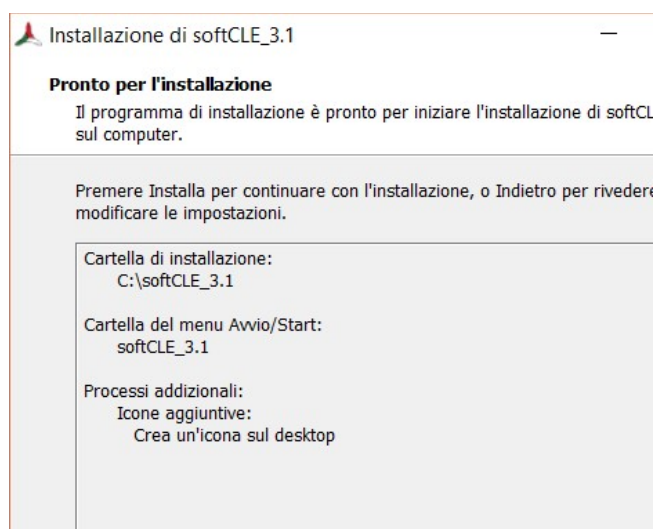 Installazione di softCLE_3.1
Pronto per l'installazione
Il programma di installazione è pronto per iniziare l'installazione di softCL
sul computer.
Premere Installa per continuare con l'installazione, o Indietro per rivedere
modificare le impostazioni.
Cartella di installazione:
C:\softCLE_3.1
Cartella del menu Avvio/Start:
softCLE_3.1
Processi addizionali:
Icone aggiuntive:
Crea un'icona sul desktop